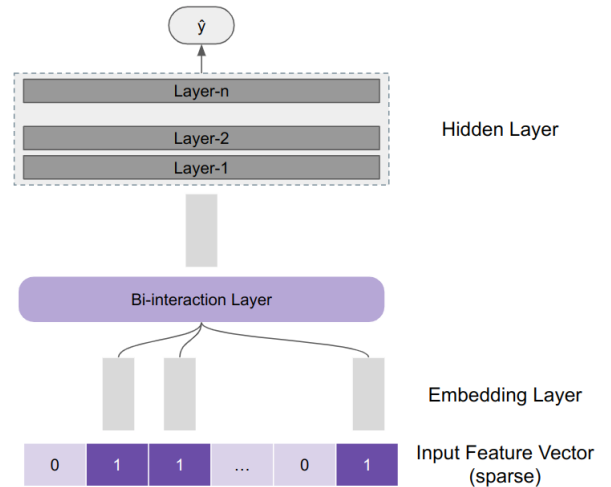 ŷ
Layer-n
Layer-2
Layer-1
Hidden Layer
Bi-interaction Layer
Embedding Layer
0 1 1 ... 0 1
Input Feature Vector
(sparse)